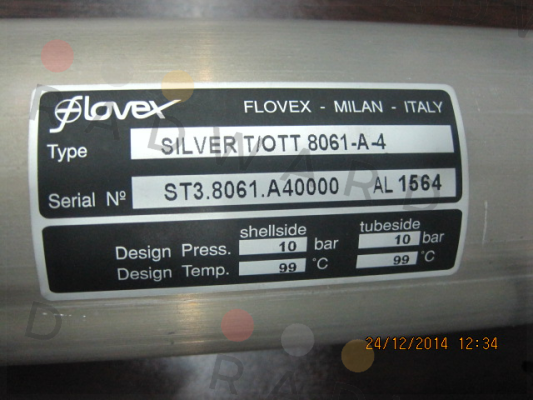 flovex
FLOVEX - MILAN - ITALY
Type SILVER T/OTT 8061-A-4
Serial Nº ST3.8061.A40000 AL 1564
shellside tubeside
Design Press. 10 bar 10 bar
Design Temp. 99 °C 99 °C
24/12/2014 12:34